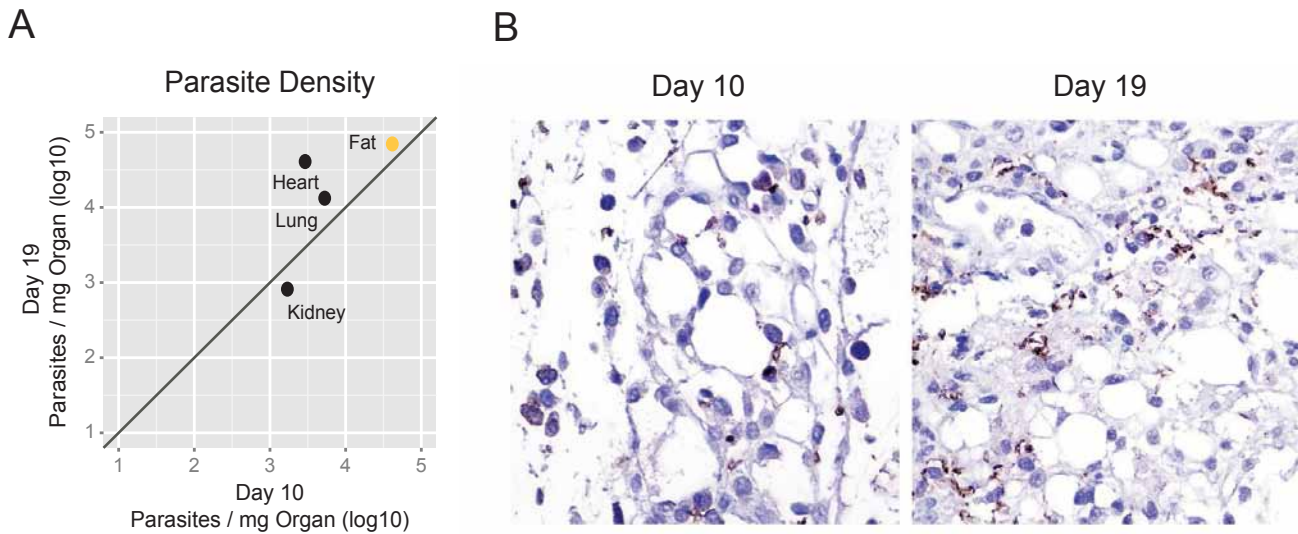 A
Parasite Density
Day 19
Parasites / mg Organ (log10)
5
4
3
2
1
Fat
Heart
Lung
Kidney
1 2 3 4 5
Day 10
Parasites / mg Organ (log10)
B
Day 10
Day 19